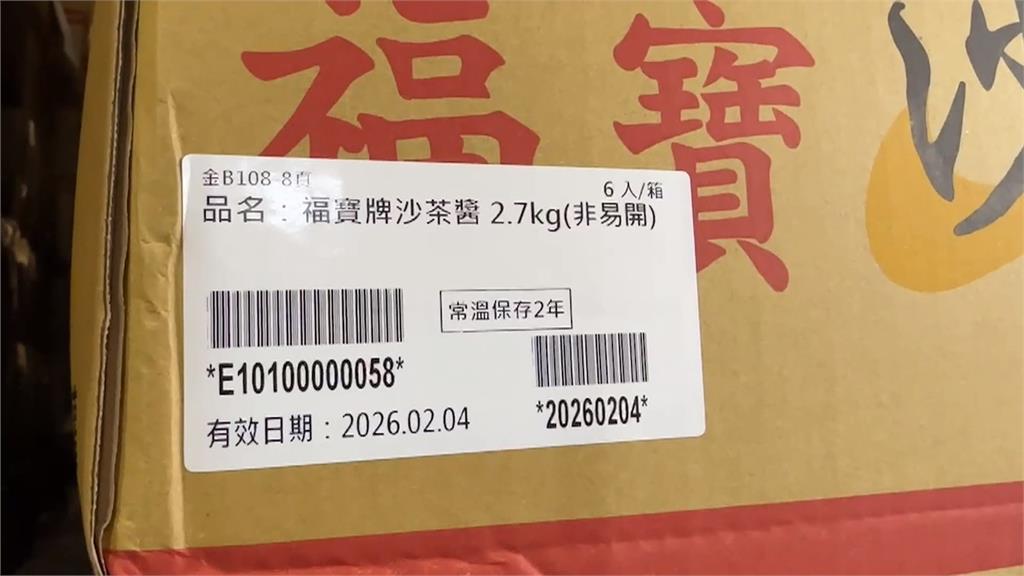 福寶沙
金B108-8頁
6入/箱
品名：福寶牌沙茶醬 2.7kg(非易開)
常溫保存2年
*E10100000058*
*20260204*
有效日期：2026.02.04